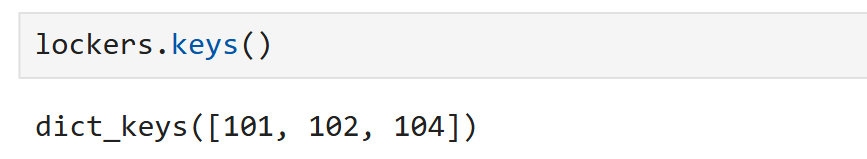 lockers.keys()
dict_keys([101, 102, 104])